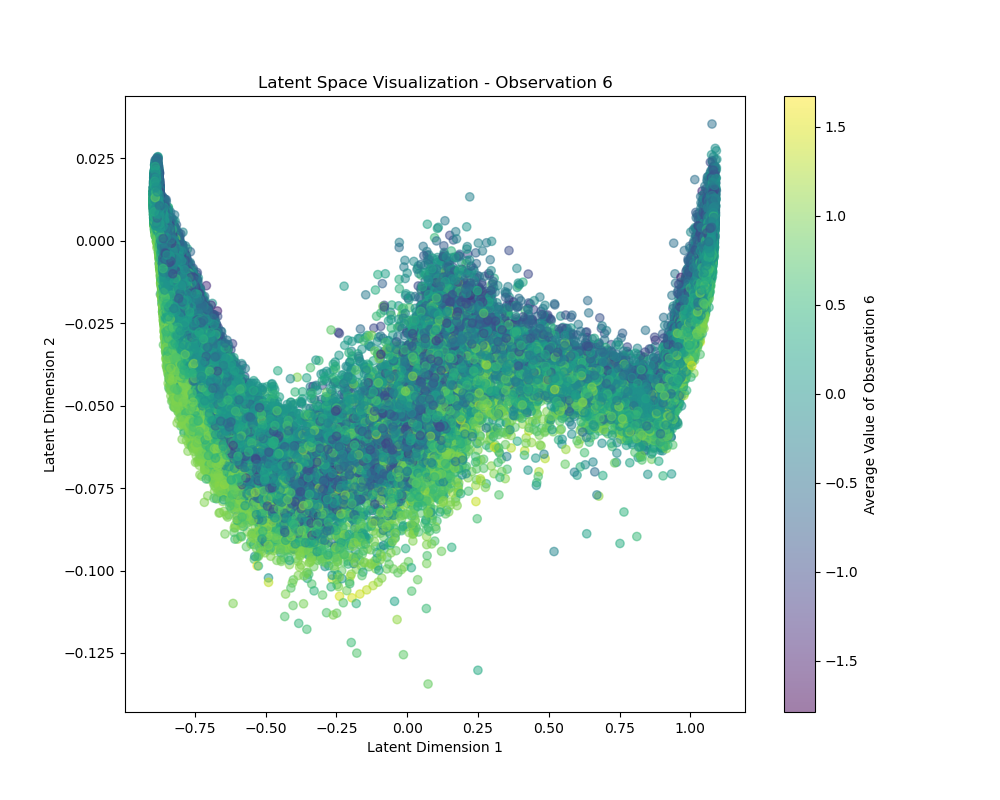 Latent Space Visualization - Observation 6
0.025
0.000
−0.025
−0.050
−0.075
−0.100
−0.125
Latent Dimension 2
−0.75 −0.50 −0.25 0.00 0.25 0.50 0.75 1.00
Latent Dimension 1
1.5
1.0
0.5
0.0
−0.5
−1.0
−1.5
Average Value of Observation 6